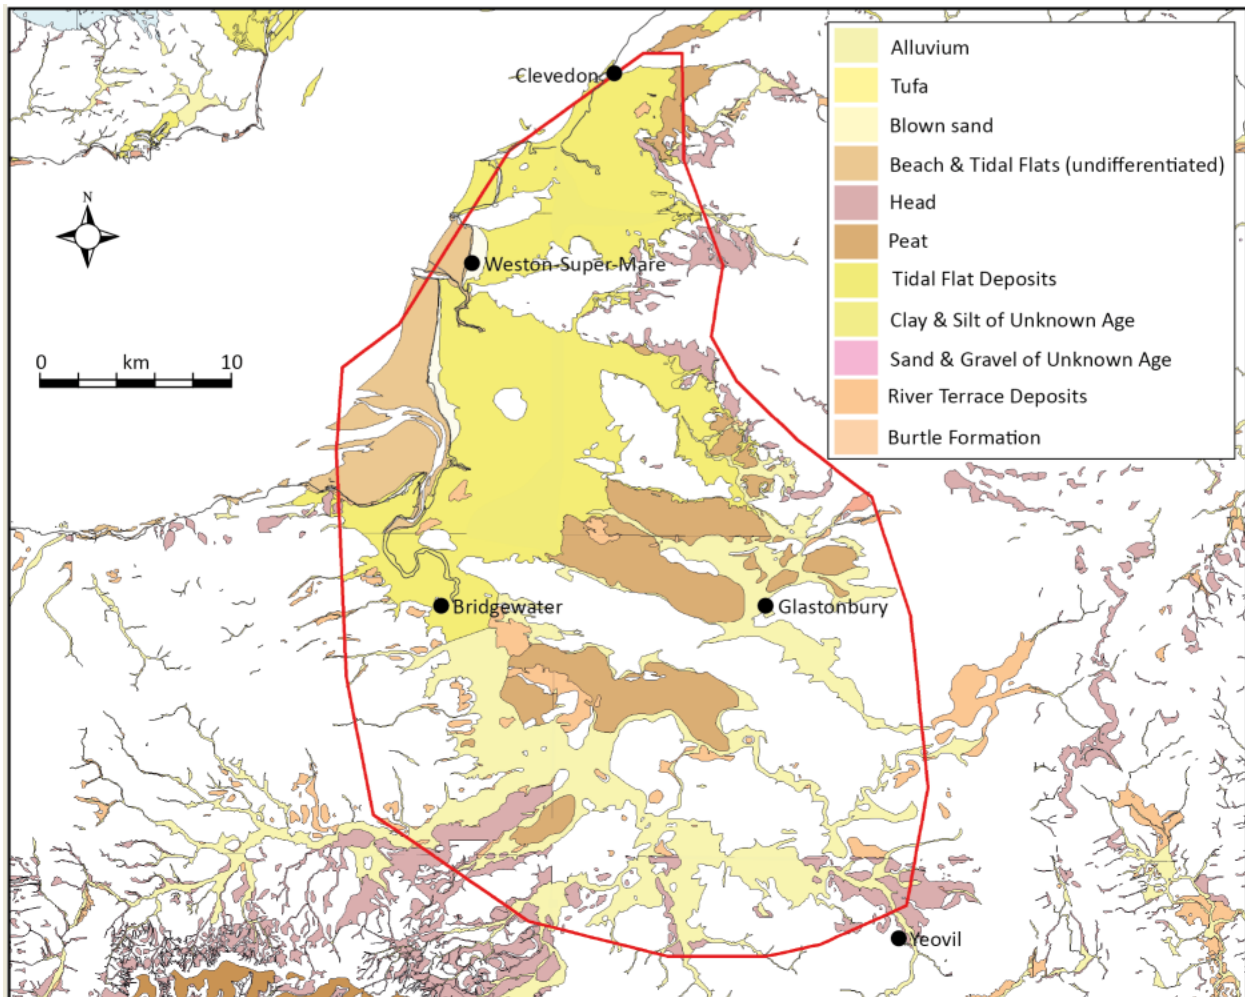 Clevedon
Alluvium
Tufa
Blown sand
Beach & Tidal Flats (undifferentiated)
Head
Peat
Tidal Flat Deposits
Clay & Silt of Unknown Age
Sand & Gravel of Unknown Age
River Terrace Deposits
Burtle Formation
N
Weston-Super-Mare
0 km 10
Bridgewater
Glastonbury
Yeovil